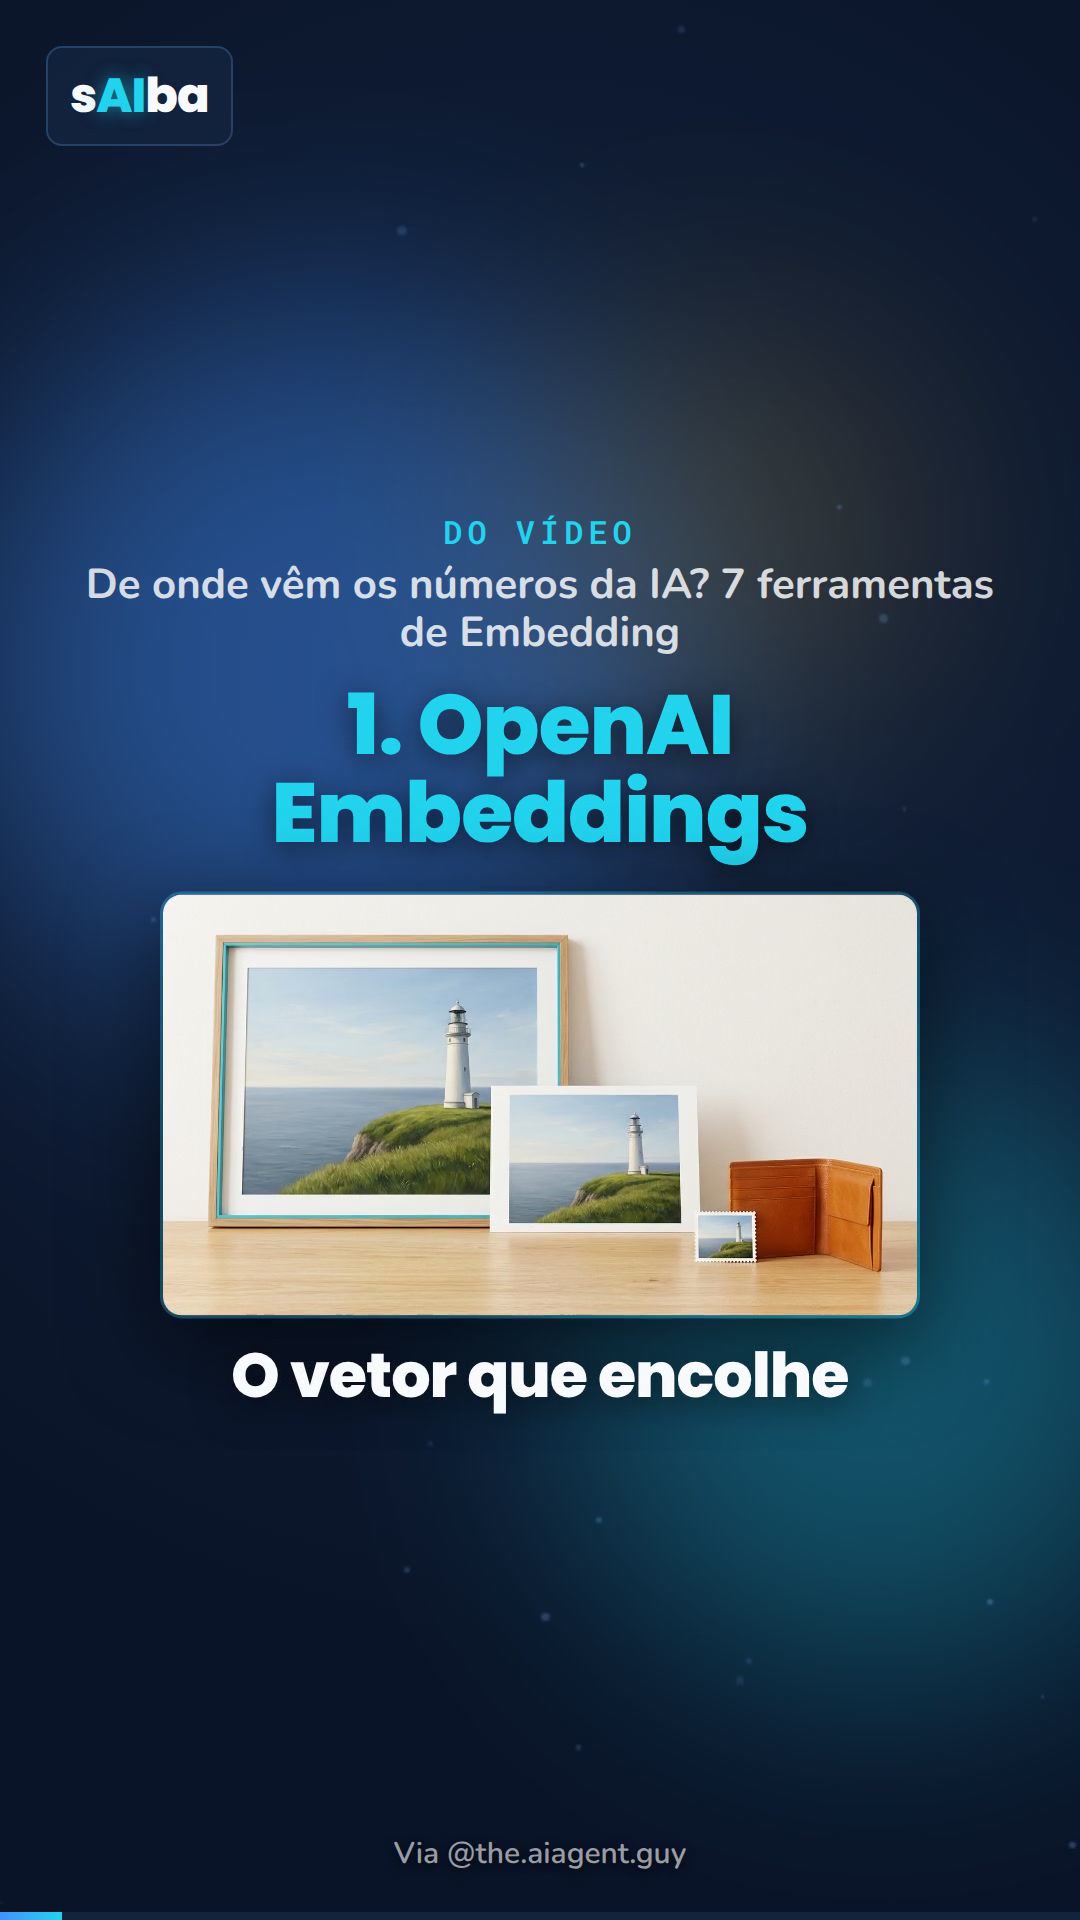 sAIba
DO VÍDEO
De onde vêm os números da IA? 7 ferramentas
de Embedding
1. OpenAI
Embeddings
O vetor que encolhe
Via @the.aiagent.guy